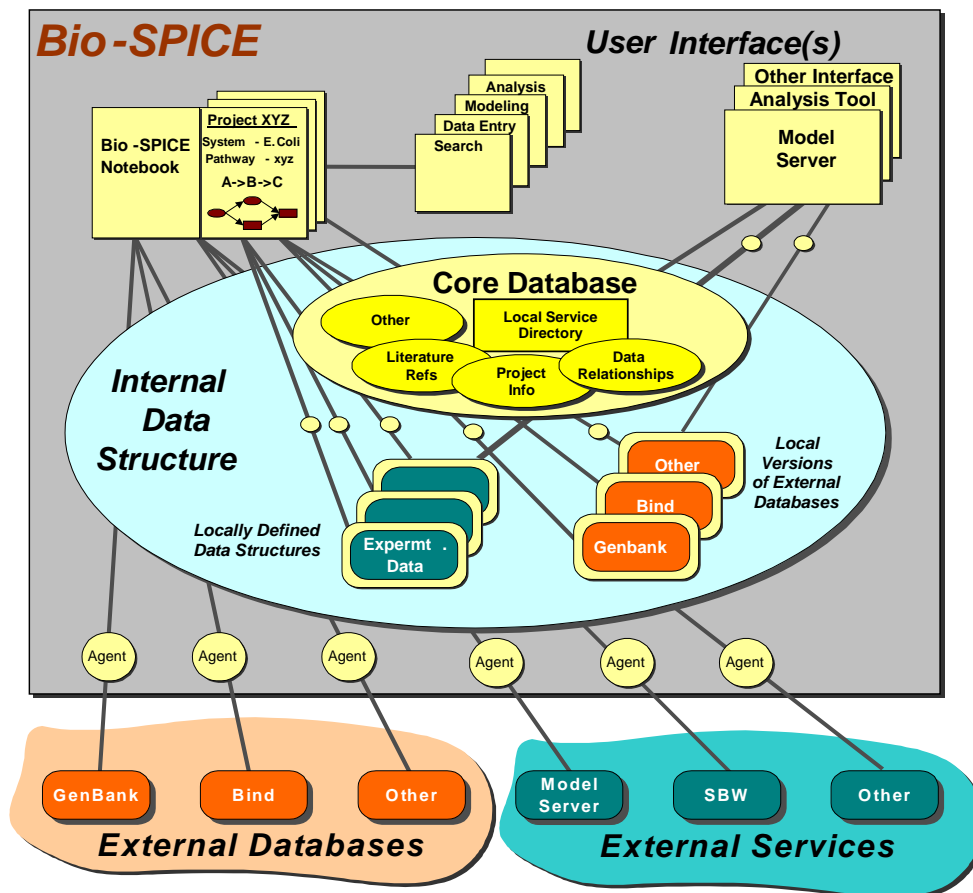 Bio-SPICE
User Interface(s)
Bio -SPICE
Notebook
Project XYZ
System - E.Coli
Pathway - xyz
A->B->C
Analysis
Modeling
Data Entry
Search
Other Interface
Analysis Tool
Model
Server
Core Database
Other
Local Service
Directory
Literature
Refs
Project
Info
Data
Relationships
Internal
Data
Structure
Locally Defined
Data Structures
Expermt .
Data
Other
Bind
Genbank
Local
Versions
of External
Databases
Agent
Agent
Agent
Agent
Agent
Agent
GenBank
Bind
Other
External Databases
Model
Server
SBW
Other
External Services